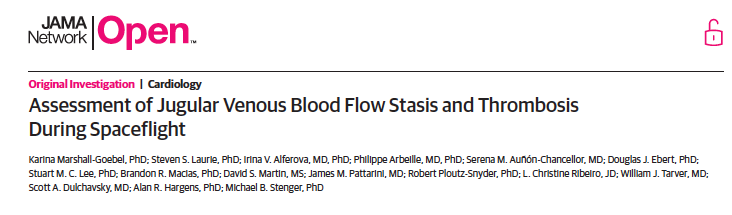 JAMA
Network Open™
Original Investigation | Cardiology
Assessment of Jugular Venous Blood Flow Stasis and Thrombosis
During Spaceflight
Karina Marshall-Goebel, PhD; Steven S. Laurie, PhD; Irina V. Alferova, MD, PhD; Philippe Arbeille, MD, PhD; Serena M. Auñón-Chancellor, MD; Douglas J. Ebert, PhD;
Stuart M. C. Lee, PhD; Brandon R. Macias, PhD; David S. Martin, MS; James M. Pattarini, MD; Robert Ploutz-Snyder, PhD; L. Christine Ribeiro, JD; William J. Tarver, MD;
Scott A. Dulchavsky, MD; Alan R. Hargens, PhD; Michael B. Stenger, PhD